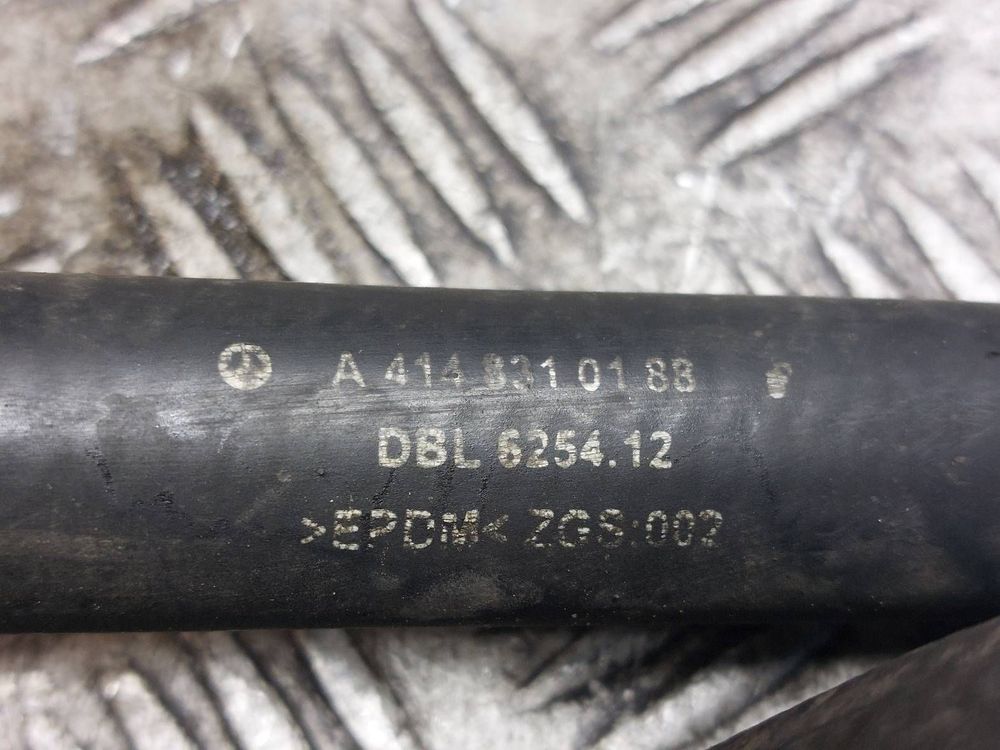 A 414 831 01 88
DBL 6254.12
>EPDM< ZGS:002